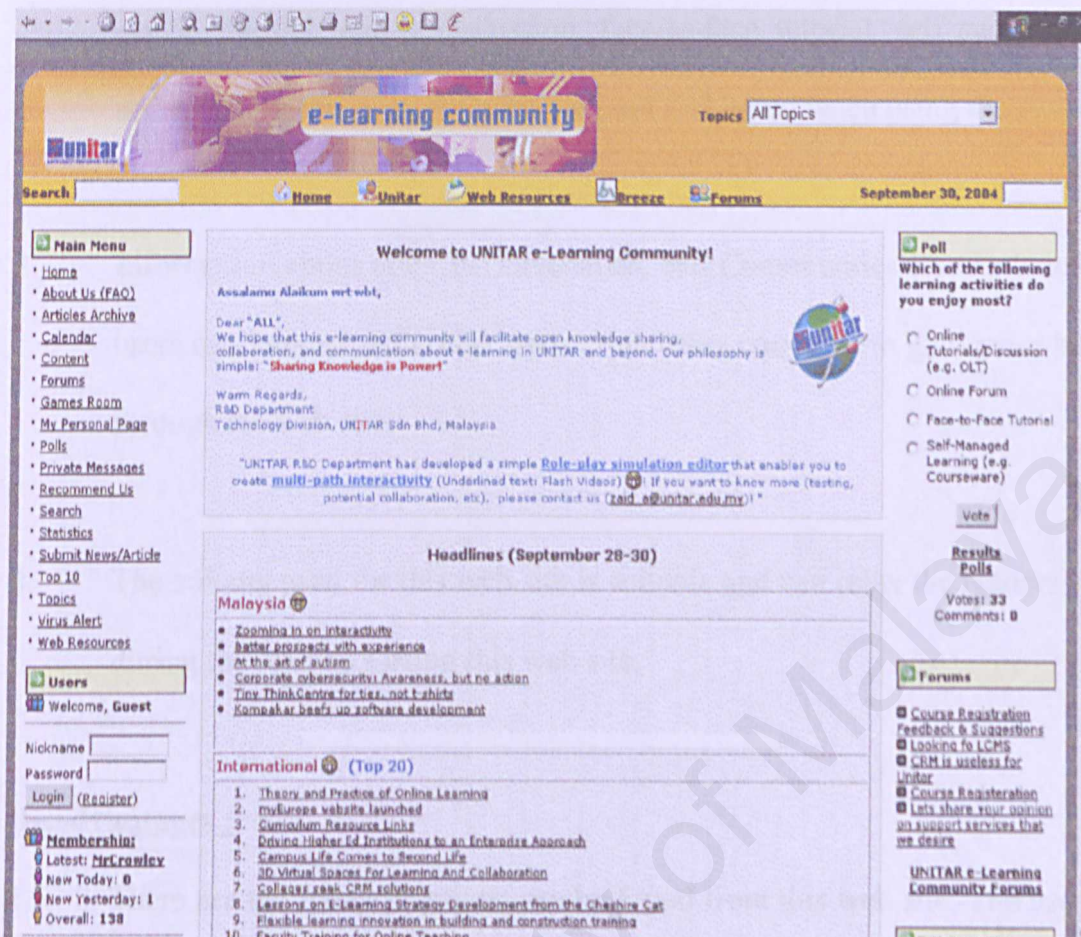 unitar
e-learning community
Topics All Topics
Search
Home Unitar Web Resources Breeze Forums
September 30, 2004
Main Menu
Home
About Us (FAQ)
Articles Archive
Calendar
Content
Forums
Games Room
My Personal Page
Polls
Private Messages
Recommend Us
Search
Statistics
Submit News/Article
Top 10
Topics
Virus Alert
Web Resources
Users
Welcome, Guest
Nickname
Password
Login (Register)
Membership:
Latest: MrCrowley
New Today: 0
New Yesterday: 1
Overall: 138
Welcome to UNITAR e-Learning Community!
Assalamu Alaikum wrt wbt,
Dear "ALL",
We hope that this e-learning community will facilitate open knowledge sharing,
collaboration, and communication about e-learning in UNITAR and beyond. Our philosophy is
simple: "Sharing Knowledge is Power!"
Warm Regards,
R&D Department
Technology Division, UNITAR Sdn Bhd, Malaysia
unitar
"UNITAR R&D Department has developed a simple Role-play simulation editor that enables you to
create multi-path interactivity (Underlined text: Flash Videos) ! If you want to know more (testing,
potential collaboration, etc), please contact us (zaid_a@unitar.edu.my)! "
Headlines (September 28-30)
Malaysia
Zooming in on interactivity
Better prospects with experience
At the art of autism
Corporate cybersecurity: Awareness, but no action
Tiny ThinkCentre for ties, not t-shirts
Kompakar beefs up software development
International (Top 20)
1. Theory and Practice of Online Learning
2. myEurope website launched
3. Curriculum Resource Links
4. Driving Higher Ed Institutions to an Enterprise Approach
5. Campus Life Comes to Second Life
6. 3D Virtual Spaces For Learning And Collaboration
7. Colleges seek CRM solutions
8. Lessons on E-Learning Strategy Development from the Cheshire Cat
9. Flexible learning innovation in building and construction training
10. Faculty Training for Online Teaching
Poll
Which of the following
learning activities do
you enjoy most?
Online
Tutorials/Discussion
(e.g. OLT)
Online Forum
Face-to-Face Tutorial
Self-Managed
Learning (e.g.
Courseware)
Vote
Results
Polls
Votes: 33
Comments: 0
Forums
Course Registration
Feedback & Suggestions
Looking fo LCMS
CRM is useless for
Unitar
Course Registeration
Lets share your opinion
on support services that
we desire
UNITAR e-Learning
Community Forums
of Malaya